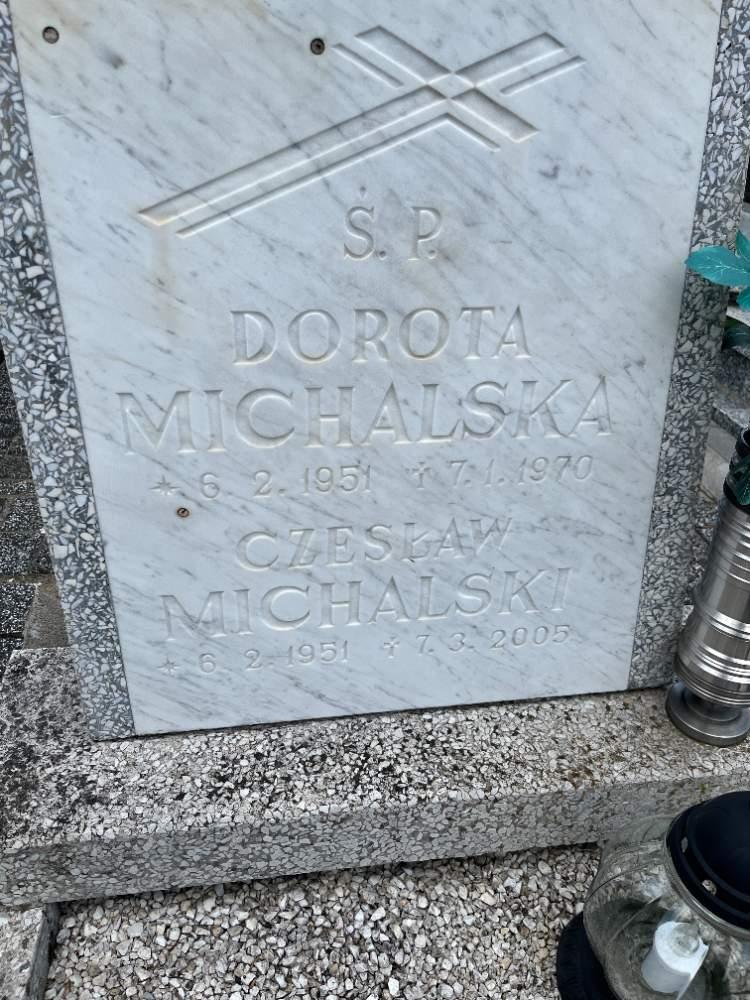 Ś. P.
DOROTA
MICHALSKA
* 6 2. 1951 † 7. 1. 1970
CZESŁAW
MICHALSKI
* 6 2. 1951 † 7. 3. 2005